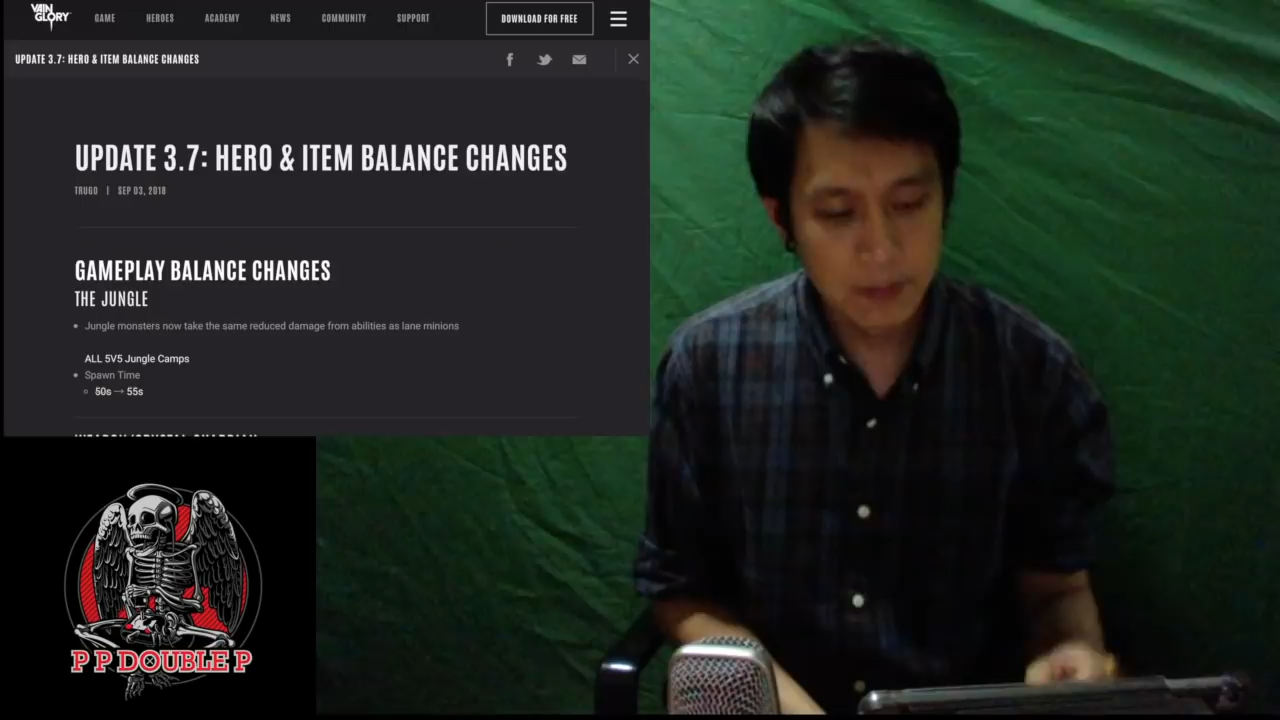 VAIN
GLORY
GAME HEROES ACADEMY NEWS COMMUNITY SUPPORT DOWNLOAD FOR FREE
UPDATE 3.7: HERO & ITEM BALANCE CHANGES
UPDATE 3.7: HERO & ITEM BALANCE CHANGES
TRUGO | SEP 03, 2018
GAMEPLAY BALANCE CHANGES
THE JUNGLE
Jungle monsters now take the same reduced damage from abilities as lane minions
ALL 5V5 Jungle Camps
Spawn Time
50s → 55s
P P DOUBLE P